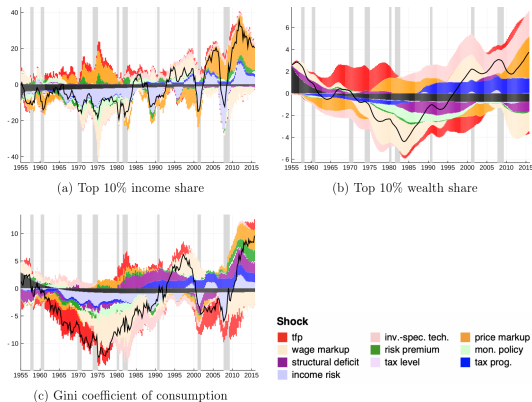 40
20
0
-20
-40
1955 1960 1965 1970 1975 1980 1985 1990 1995 2000 2005 2010 2015
(a) Top 10% income share
6
4
2
0
-2
-4
-6
1955 1960 1965 1970 1975 1980 1985 1990 1995 2000 2005 2010 2015
(b) Top 10% wealth share
10
5
0
-5
-10
1955 1960 1965 1970 1975 1980 1985 1990 1995 2000 2005 2010 2015
(c) Gini coefficient of consumption
Shock
tfp inv.-spec. tech. price markup
wage markup risk premium mon. policy
structural deficit tax level tax prog.
income risk